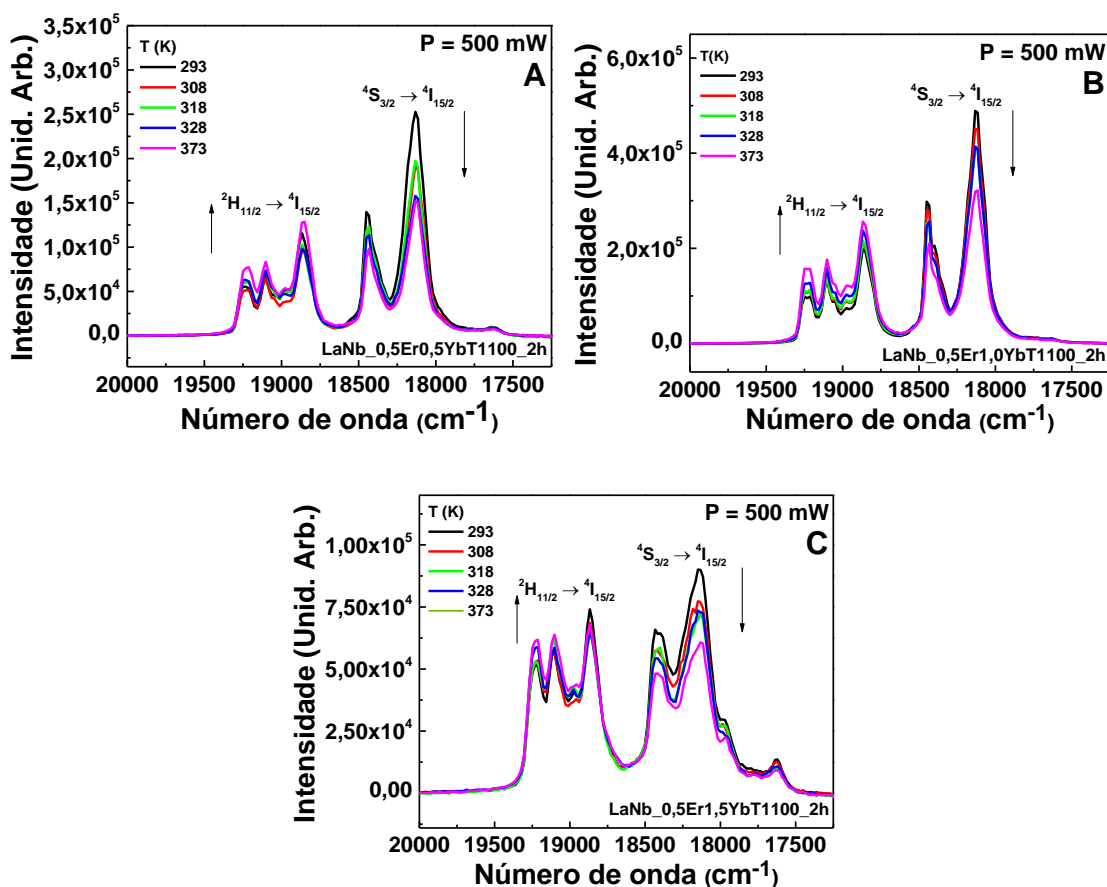 3,5x10⁵
3,0x10⁵
2,5x10⁵
2,0x10⁵
1,5x10⁵
1,0x10⁵
5,0x10⁴
0,0
Intensidade (Unid. Arb.)
T (K)
293
308
318
328
373
P = 500 mW
A
⁴S₃/₂ → ⁴I₁₅/₂
²H₁₁/₂ → ⁴I₁₅/₂
LaNb_0,5Er0,5YbT1100_2h
20000 19500 19000 18500 18000 17500
Número de onda (cm⁻¹)
6,0x10⁵
4,0x10⁵
2,0x10⁵
0,0
Intensidade (Unid. Arb.)
T(K)
293
308
318
328
373
P = 500 mW
B
⁴S₃/₂ → ⁴I₁₅/₂
²H₁₁/₂ → ⁴I₁₅/₂
LaNb_0,5Er1,0YbT1100_2h
20000 19500 19000 18500 18000 17500
Número de onda (cm⁻¹)
1,00x10⁵
7,50x10⁴
5,00x10⁴
2,50x10⁴
0,00
Intensidade (Unid. Arb.)
T (K)
293
308
318
328
373
P = 500 mW
C
⁴S₃/₂ → ⁴I₁₅/₂
²H₁₁/₂ → ⁴I₁₅/₂
LaNb_0,5Er1,5YbT1100_2h
20000 19500 19000 18500 18000 17500
Número de onda (cm⁻¹)